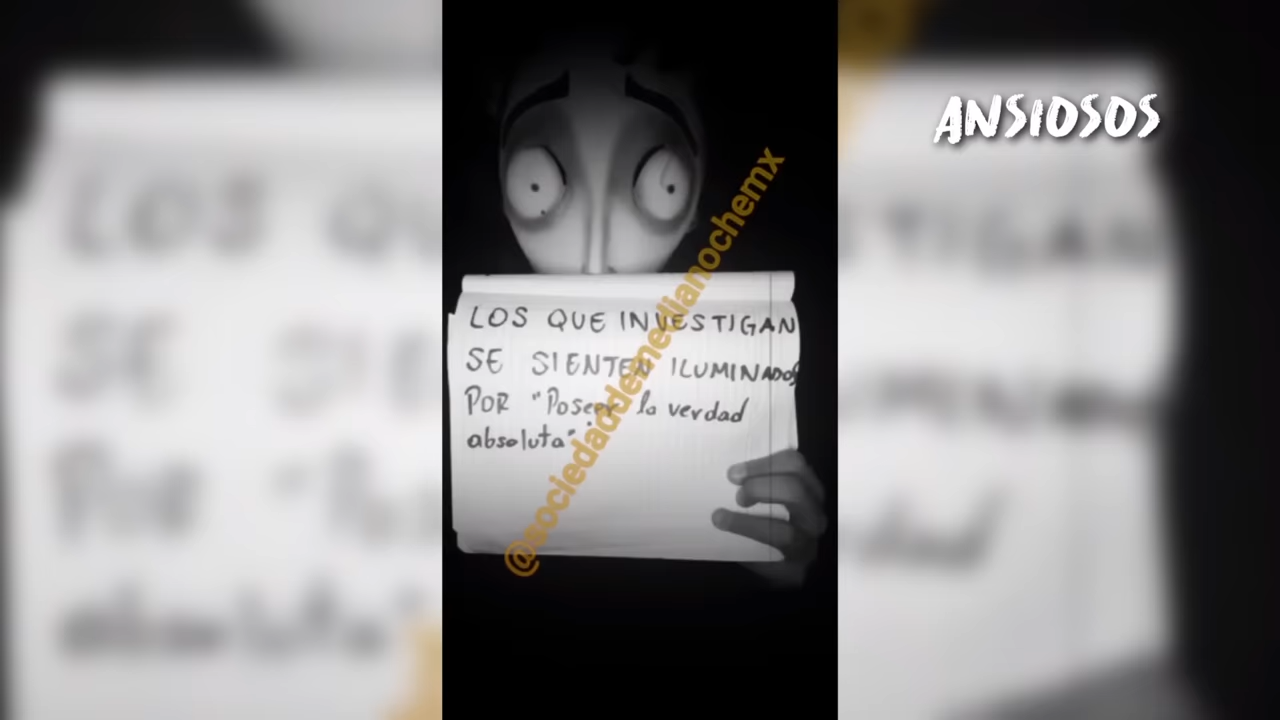 ANSIOSOS
LOS QUE INVESTIGAN
SE SIENTEN ILUMINADOS
POR "Poseer la verdad
absoluta"
@sociedaddemedianochemx